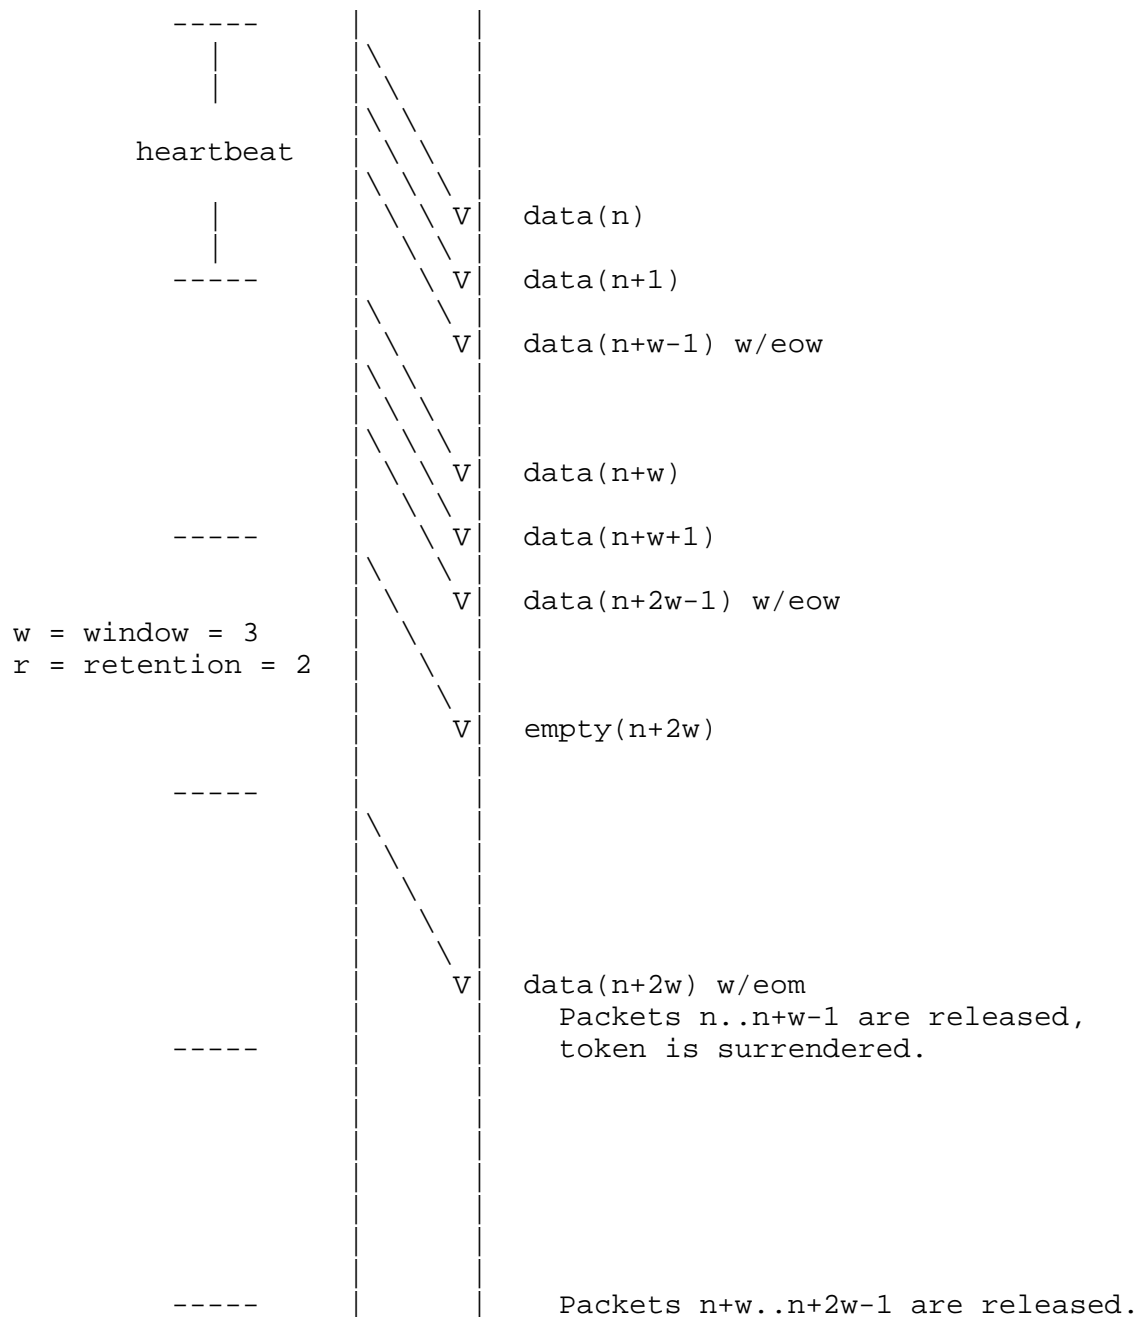 heartbeat
data(n)
data(n+1)
data(n+w-1) w/eow
data(n+w)
data(n+w+1)
data(n+2w-1) w/eow
w = window = 3
r = retention = 2
empty(n+2w)
data(n+2w) w/eom
Packets n..n+w-1 are released,
token is surrendered.
Packets n+w..n+2w-1 are released.